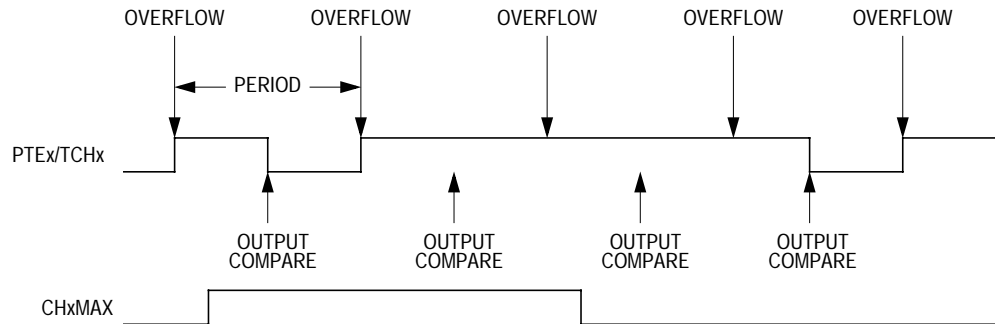 OVERFLOW OVERFLOW OVERFLOW OVERFLOW OVERFLOW
PERIOD
PTEx/TCHx
OUTPUT OUTPUT OUTPUT OUTPUT
COMPARE COMPARE COMPARE COMPARE
CHxMAX